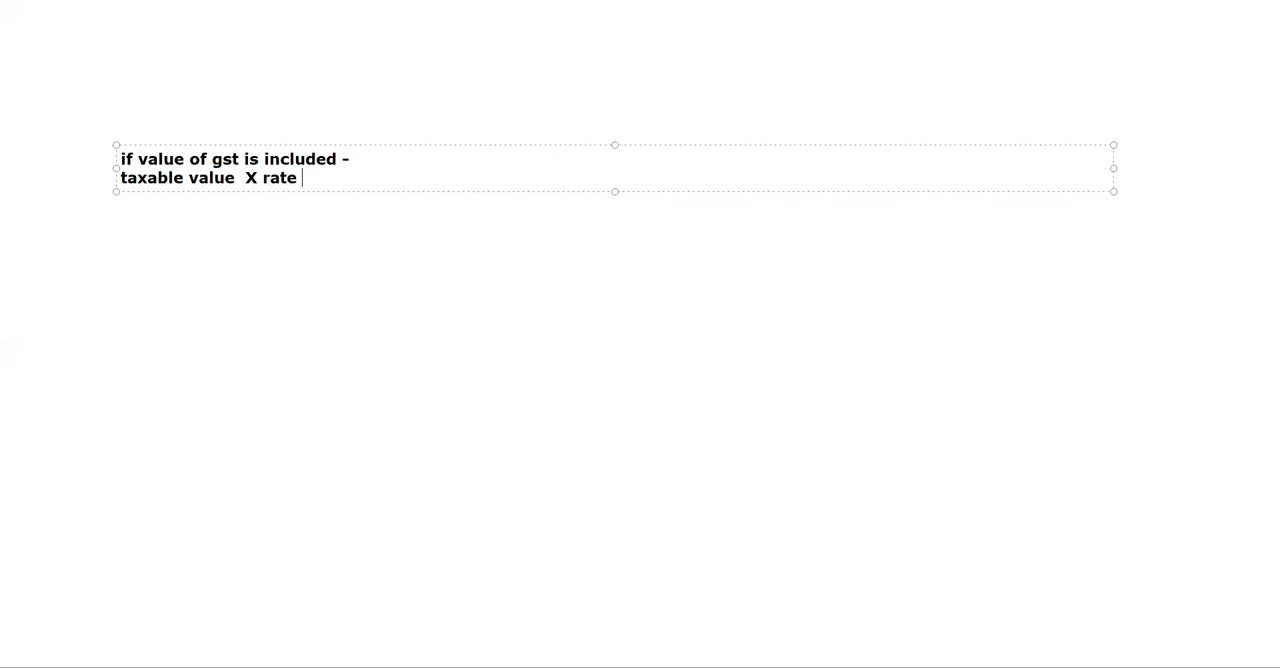 if value of gst is included -
taxable value  X rate